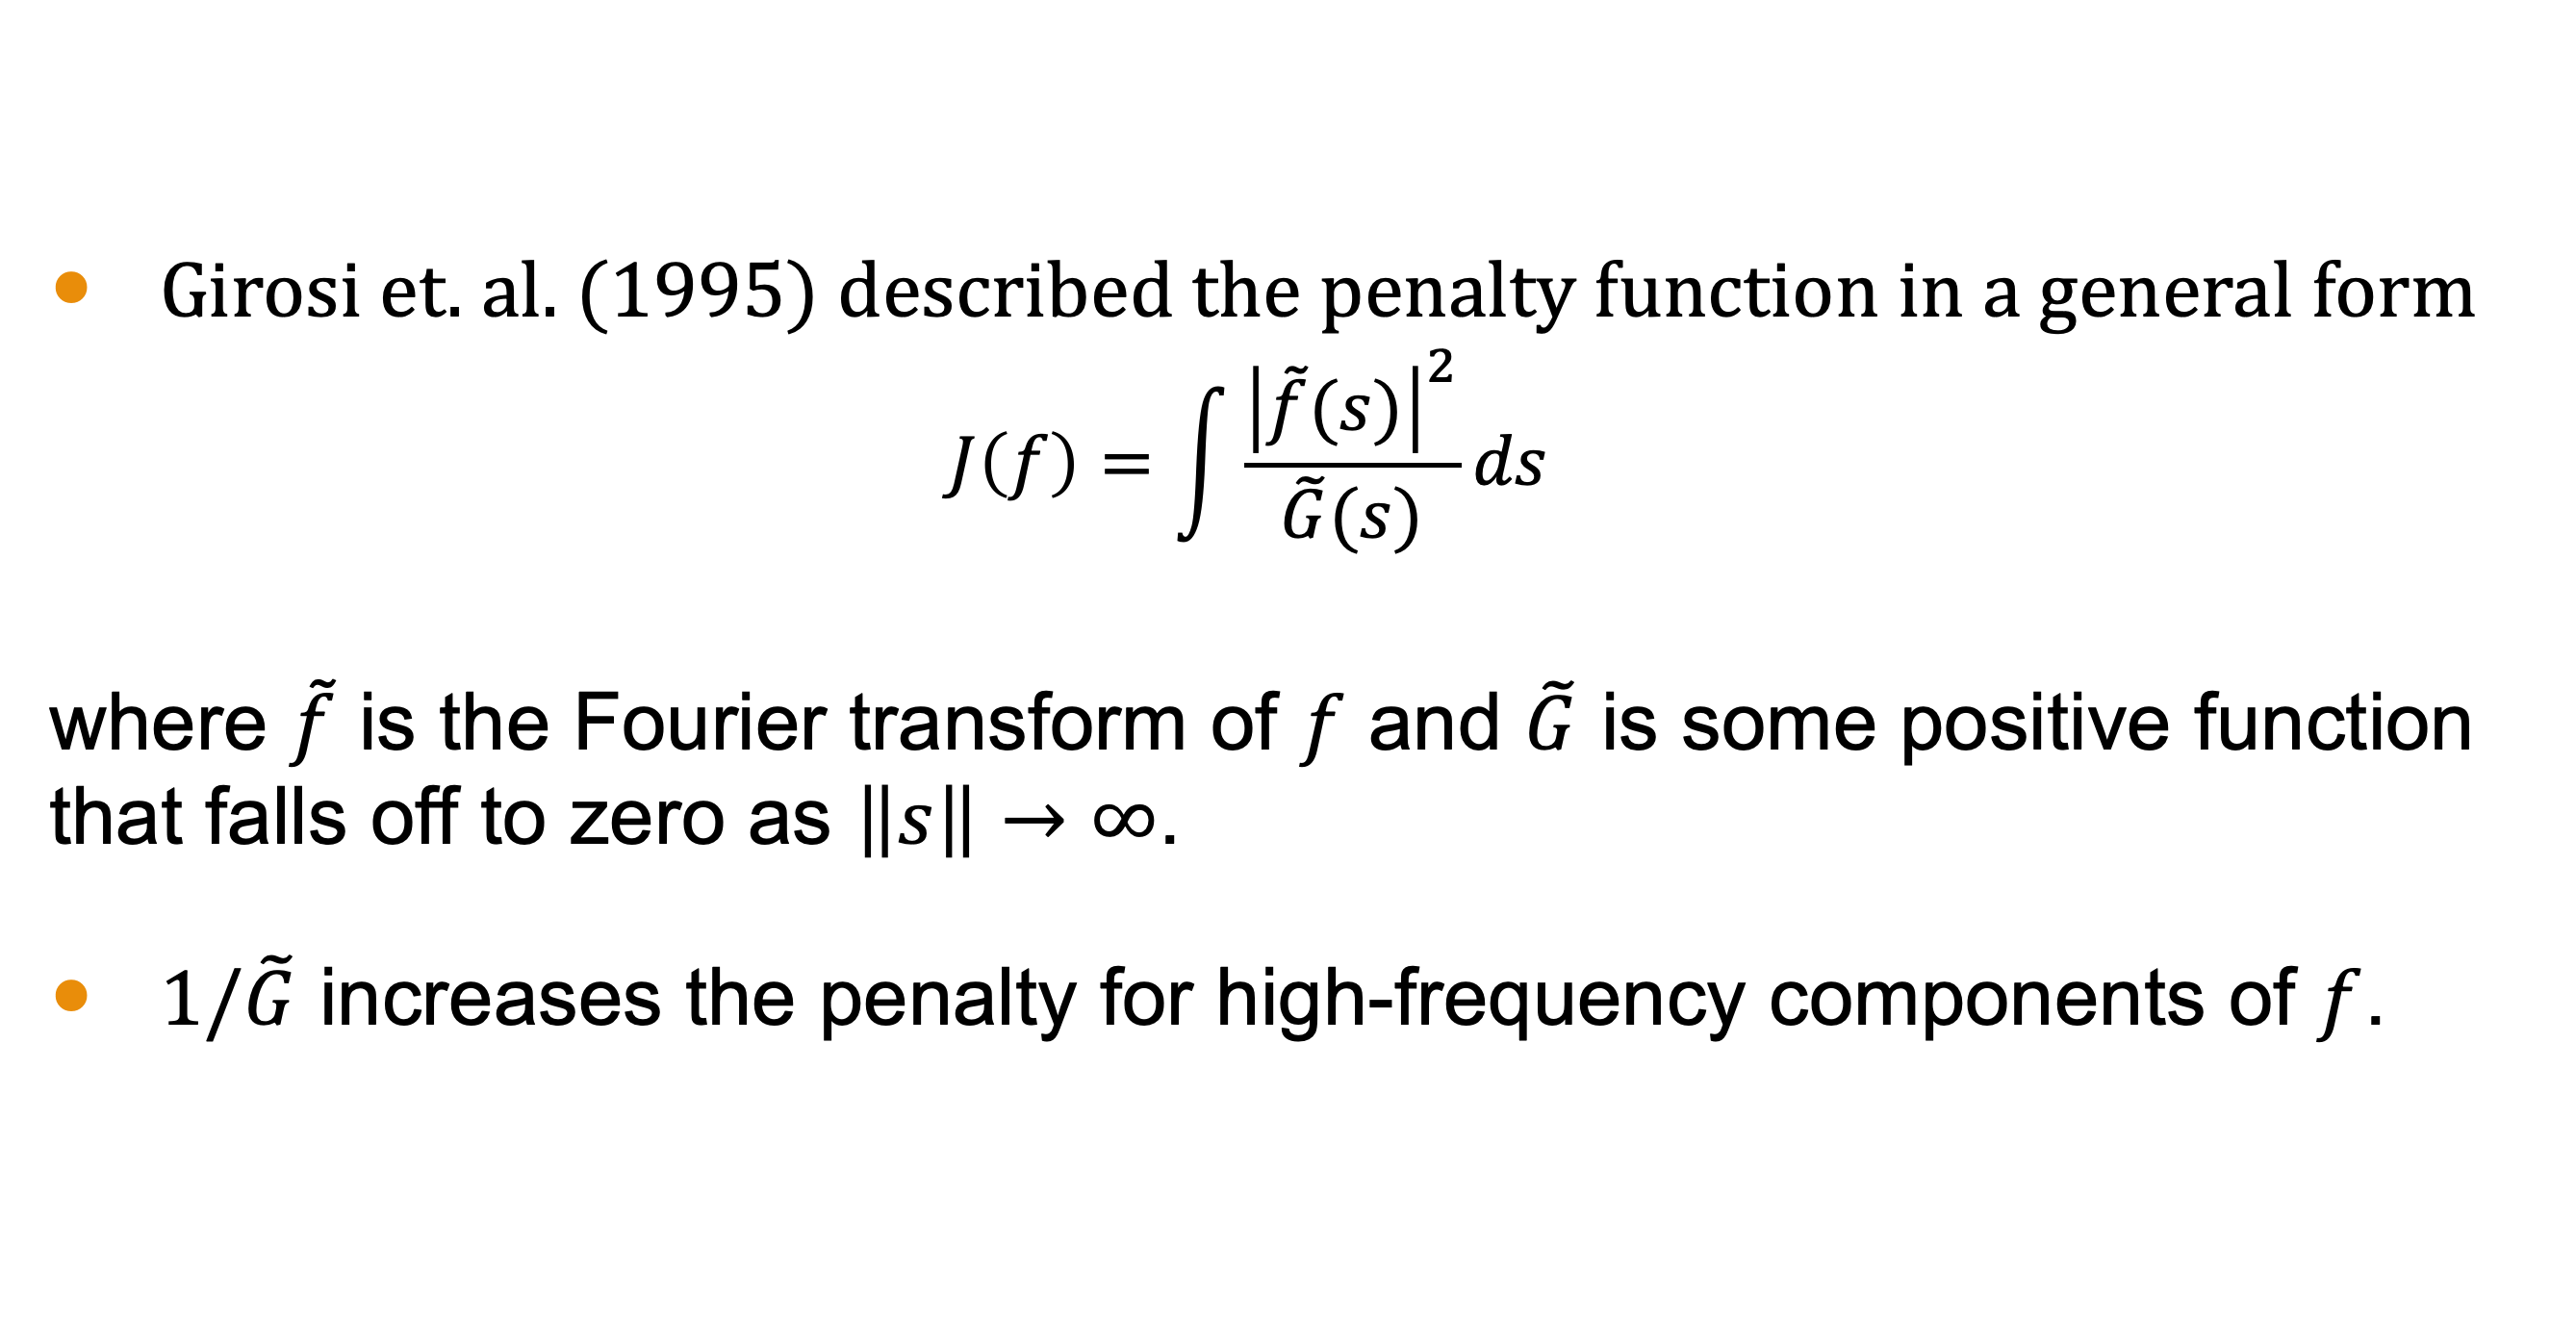 • Girosi et. al. (1995) described the penalty function in a general form
J(f) = ∫ |f̃(s)|² / G̃(s) ds
where f̃ is the Fourier transform of f and G̃ is some positive function
that falls off to zero as ‖s‖ → ∞.
• 1/G̃ increases the penalty for high-frequency components of f.